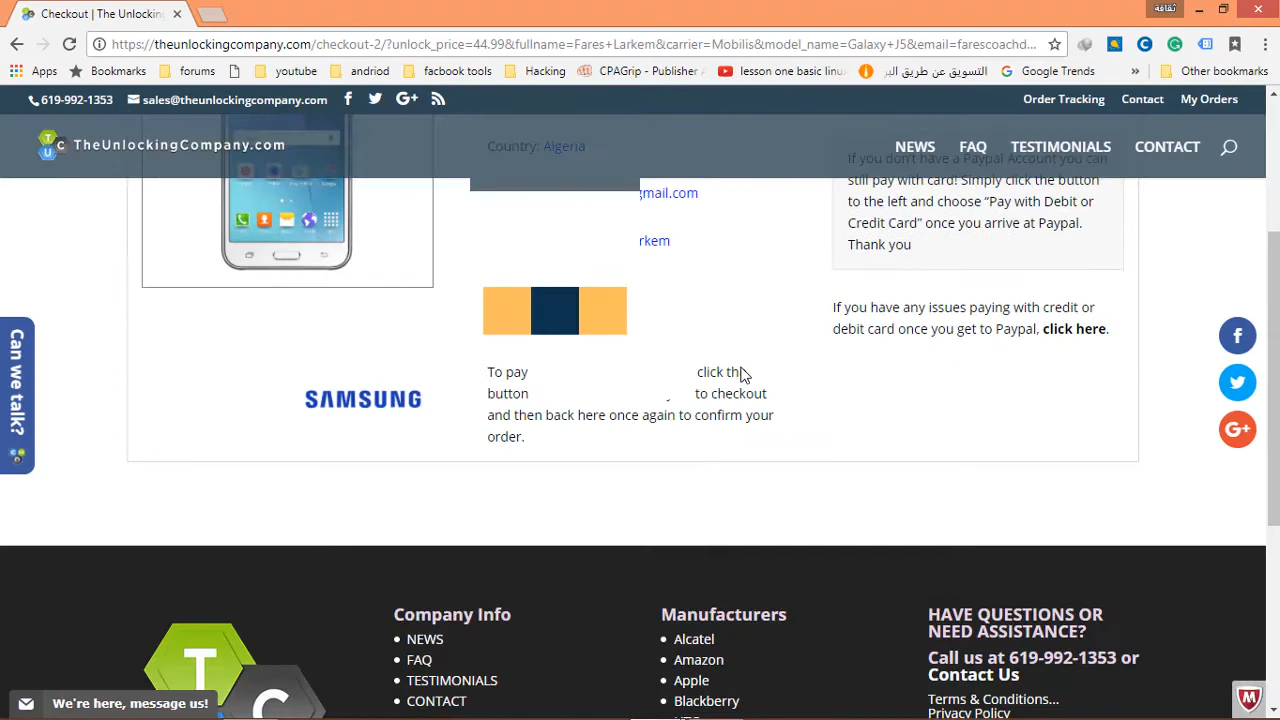 Checkout | The Unlocking
ثقافة
https://theunlockingcompany.com/checkout-2/?unlock_price=44.99&fullname=Fares+Larkem&carrier=Mobilis&model_name=Galaxy+J5&email=farescoachd...
Apps
Bookmarks
forums
youtube
andriod
facbook tools
Hacking
CPAGrip - Publisher
lesson one basic linu
التسويق عن طريق البر
Google Trends
»
Other bookmarks
619-992-1353
sales@theunlockingcompany.com
Order Tracking
Contact
My Orders
TUC
TheUnlockingCompany.com
NEWS
FAQ
TESTIMONIALS
CONTACT
Country: Algeria
gmail.com
rkem
If you don't have a Paypal Account you can
still pay with card! Simply click the button
to the left and choose “Pay with Debit or
Credit Card” once you arrive at Paypal.
Thank you
If you have any issues paying with credit or
debit card once you get to Paypal, click here.
To pay click th
button to checkout
and then back here once again to confirm your
order.
SAMSUNG
Can we talk?
T
C
Company Info
NEWS
FAQ
TESTIMONIALS
CONTACT
Manufacturers
Alcatel
Amazon
Apple
Blackberry
HAVE QUESTIONS OR
NEED ASSISTANCE?
Call us at 619-992-1353 or
Contact Us
Terms & Conditions...
Privacy Policy
We're here, message us!